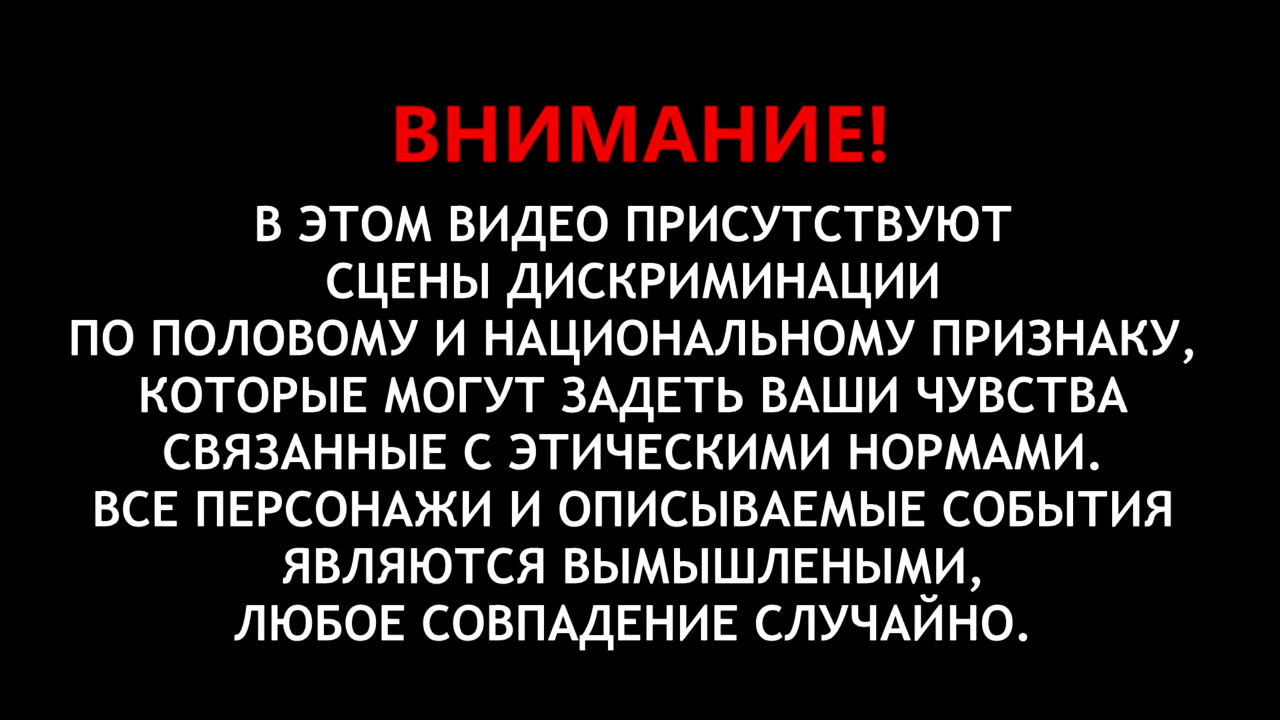 ВНИМАНИЕ!
В ЭТОМ ВИДЕО ПРИСУТСТВУЮТ
СЦЕНЫ ДИСКРИМИНАЦИИ
ПО ПОЛОВОМУ И НАЦИОНАЛЬНОМУ ПРИЗНАКУ,
КОТОРЫЕ МОГУТ ЗАДЕТЬ ВАШИ ЧУВСТВА
СВЯЗАННЫЕ С ЭТИЧЕСКИМИ НОРМАМИ.
ВСЕ ПЕРСОНАЖИ И ОПИСЫВАЕМЫЕ СОБЫТИЯ
ЯВЛЯЮТСЯ ВЫМЫШЛЕНЫМИ,
ЛЮБОЕ СОВПАДЕНИЕ СЛУЧАЙНО.